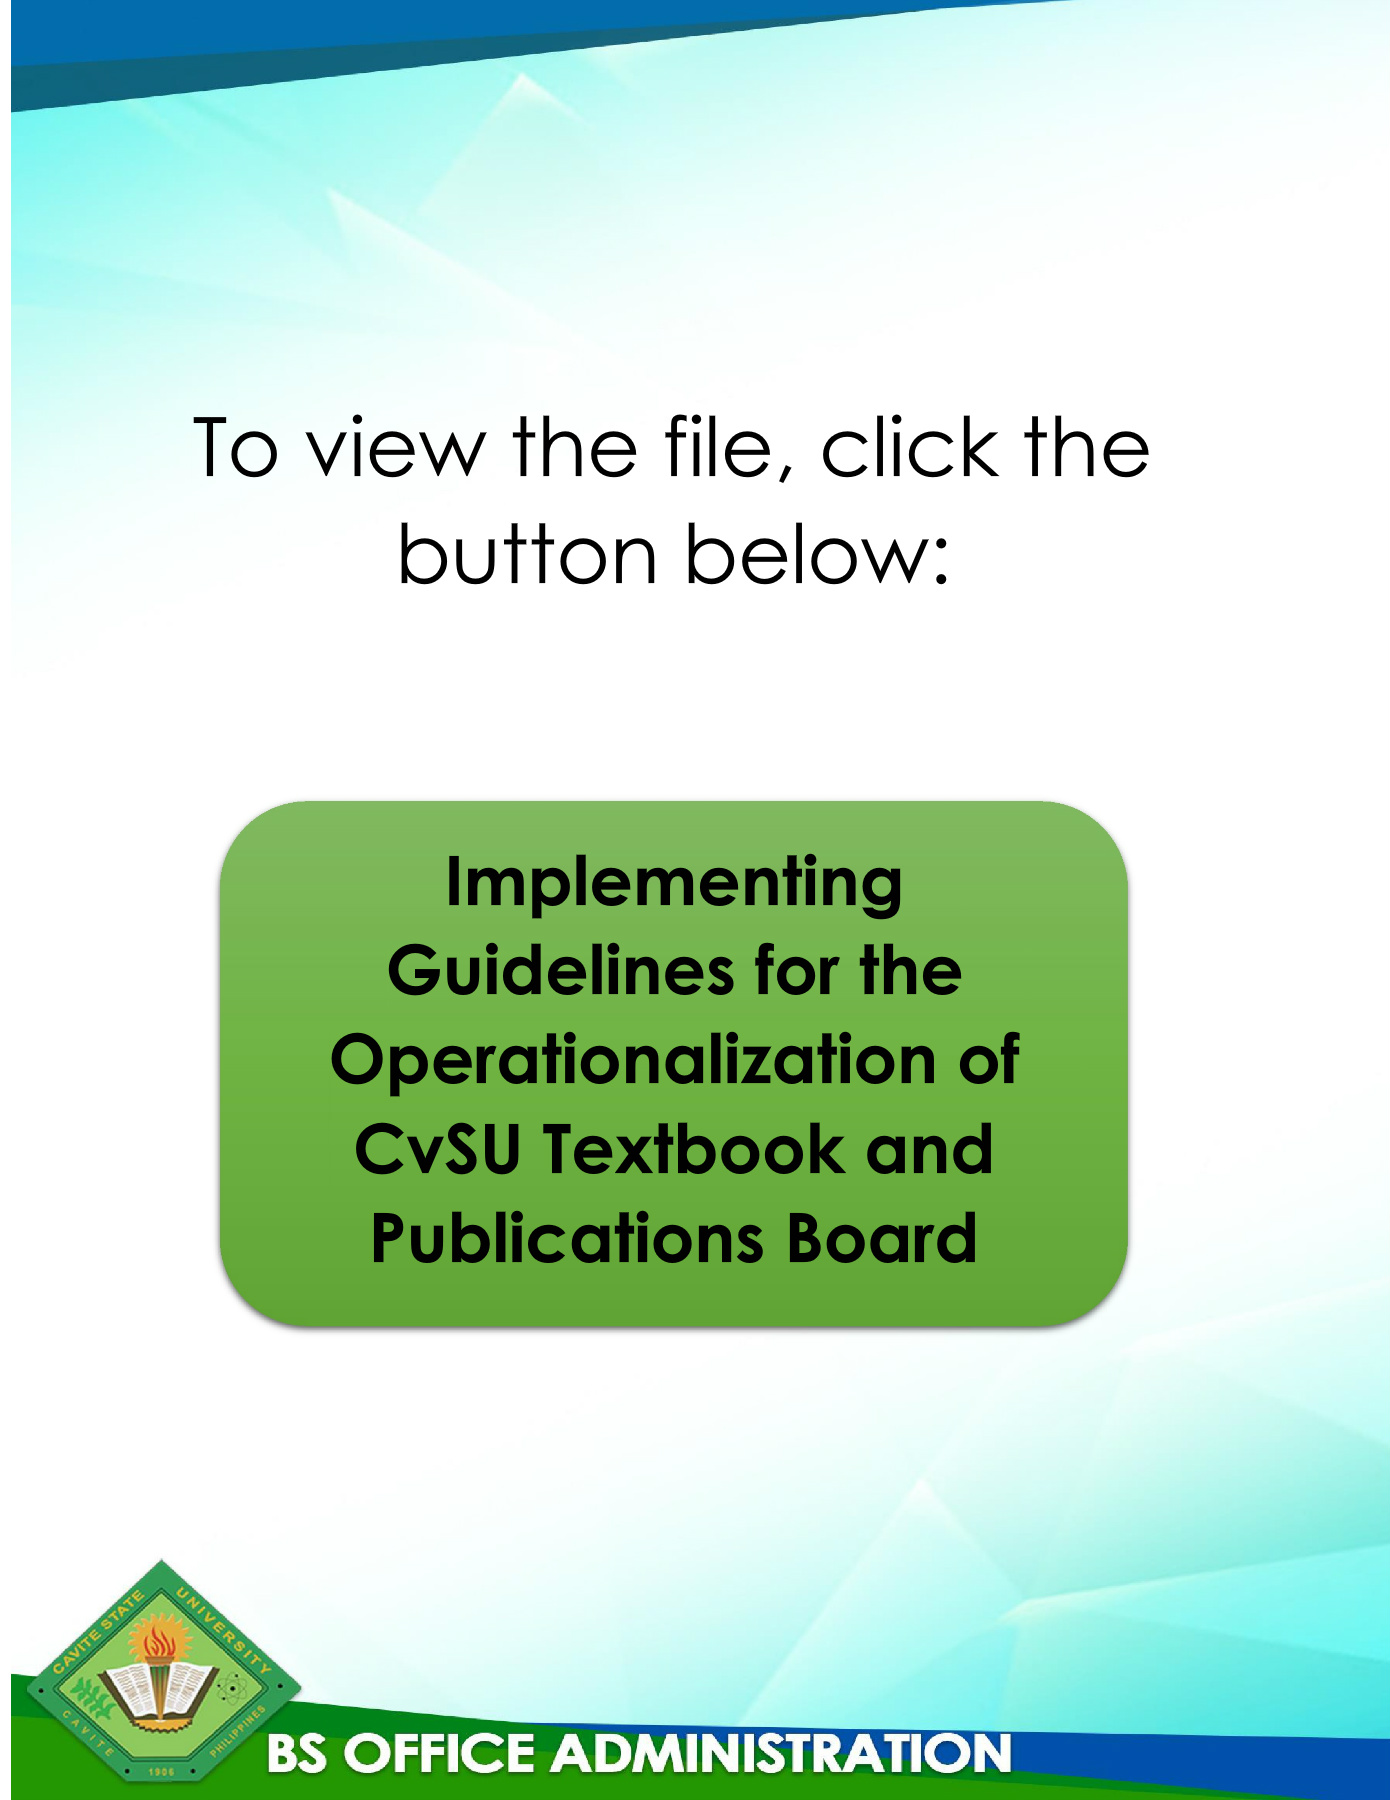 To view the file, click the
button below:
Implementing
Guidelines for the
Operationalization of
CvSU Textbook and
Publications Board
CAVITE STATE UNIVERSITY
CAVITE PHILIPPINES
1906
BS OFFICE ADMINISTRATION